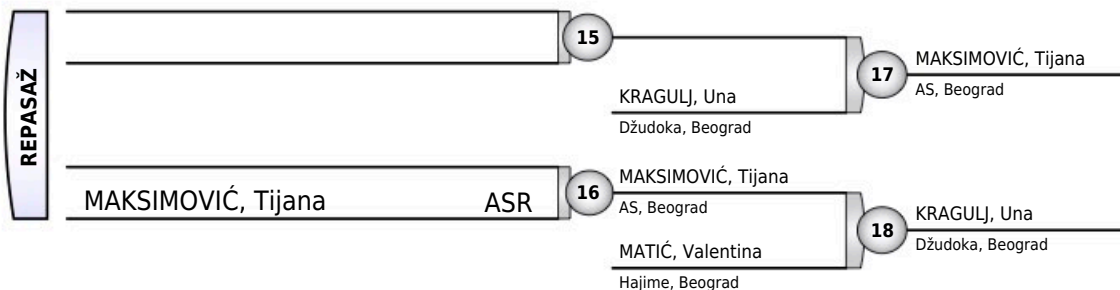 REPASAŽ
15
KRAGULJ, Una
Džudoka, Beograd
17
MAKSIMOVIĆ, Tijana
AS, Beograd
MAKSIMOVIĆ, Tijana ASR
16
MAKSIMOVIĆ, Tijana
AS, Beograd
MATIĆ, Valentina
Hajime, Beograd
18
KRAGULJ, Una
Džudoka, Beograd